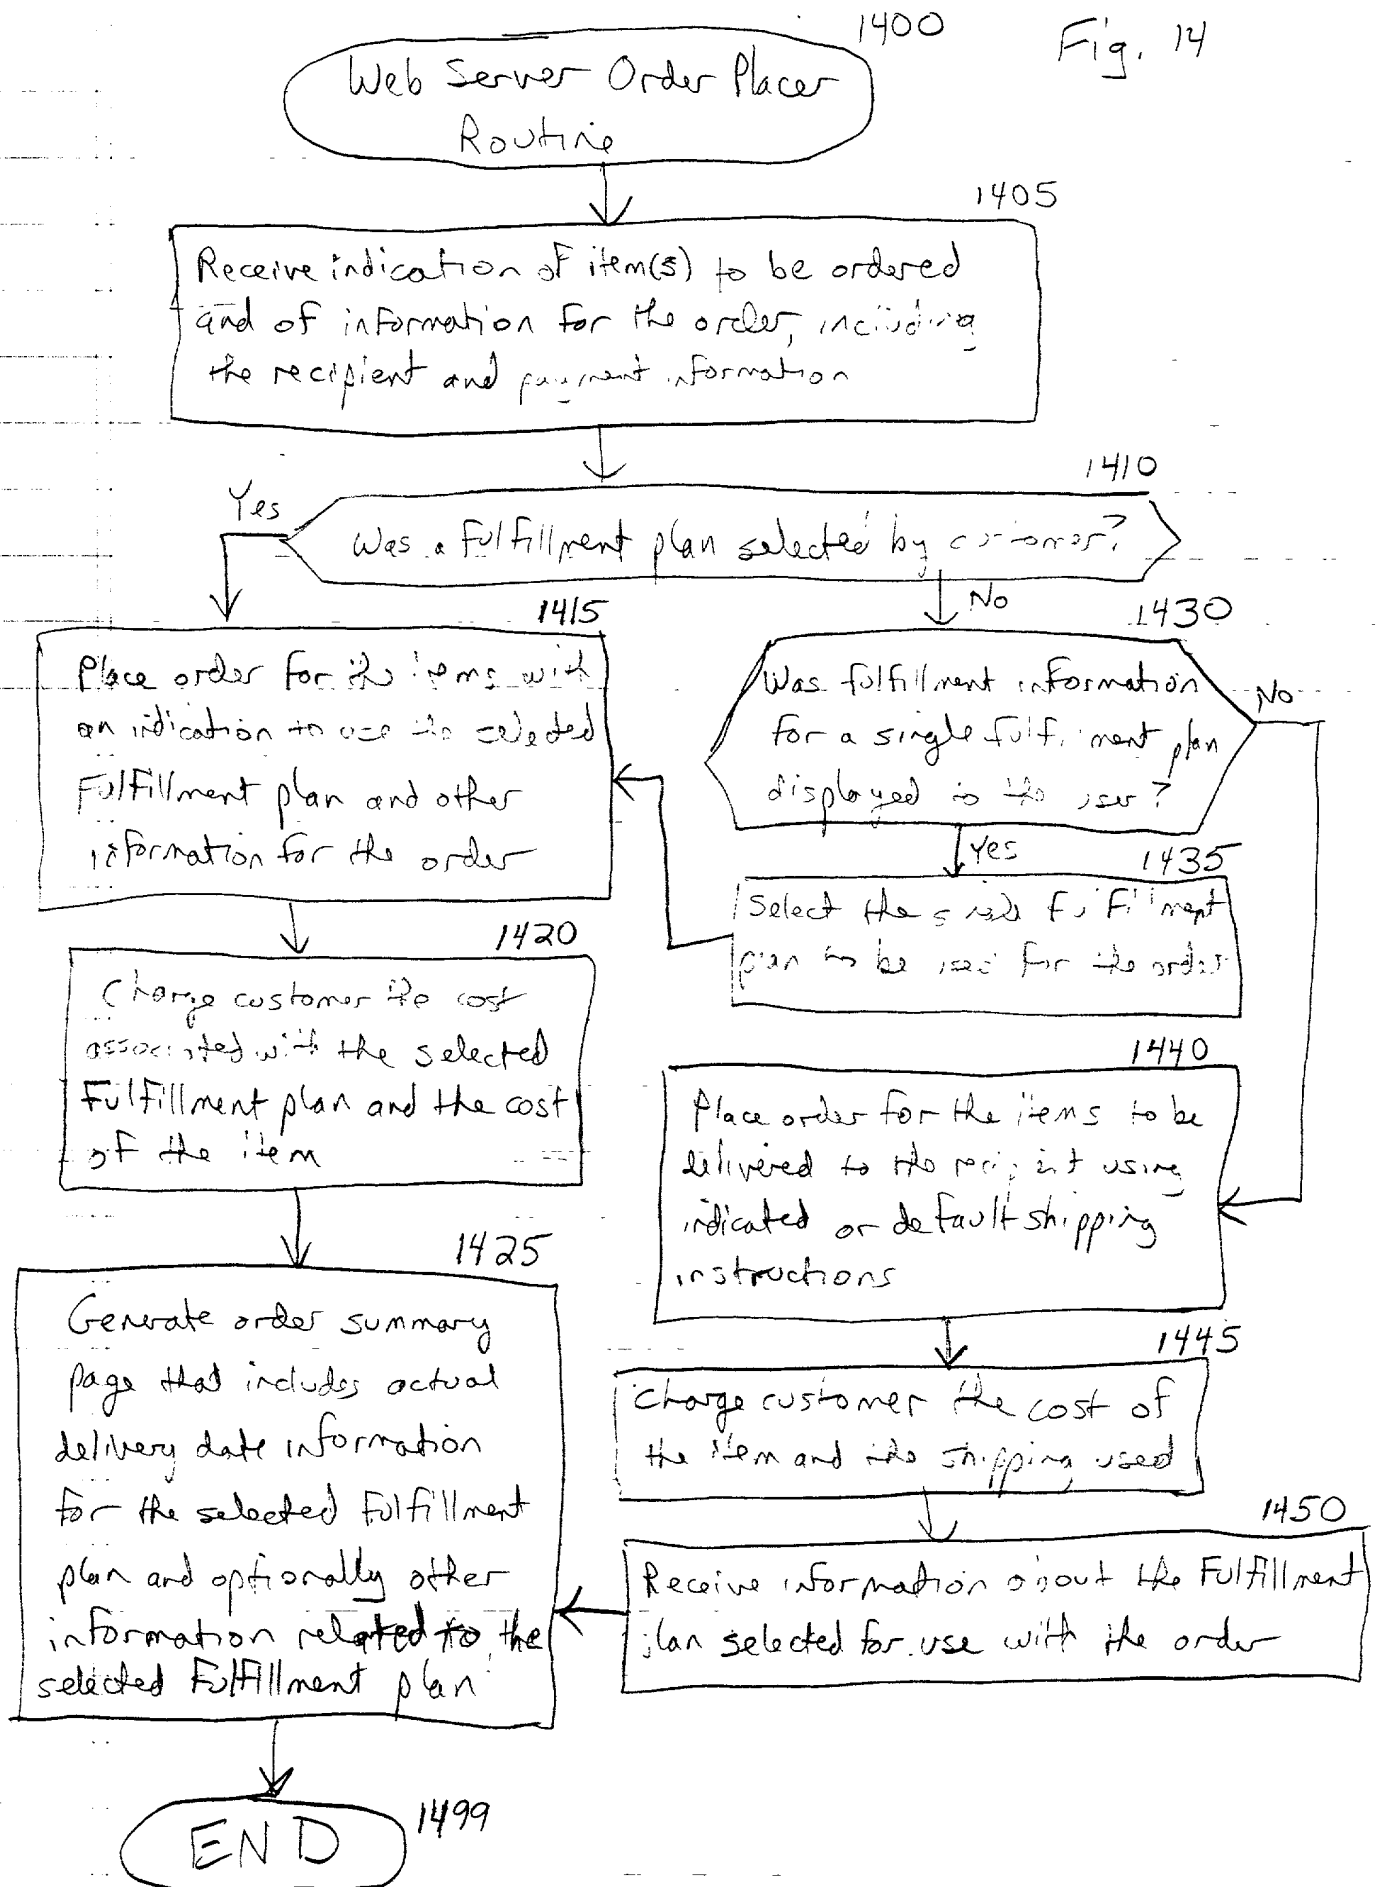 1400
Fig. 14
Web Server Order Placer
Routine
1405
Receive indication of item(s) to be ordered
and of information for the order, including
the recipient and payment information
1410
Yes
Was a fulfillment plan selected by customer?
No
1415
Place order for the items with
an indication to use the selected
Fulfillment plan and other
information for the order
1430
Was fulfillment information
for a single fulfillment plan
displayed to the user?
No
Yes
1435
Select the single fulfillment
plan to be used for the order
1420
Charge customer the cost
associated with the selected
Fulfillment plan and the cost
of the item
1440
Place order for the items to be
delivered to the recipient using
indicated or default shipping
instructions
1425
Generate order summary
page that includes actual
delivery date information
for the selected Fulfillment
plan and optionally other
information related to the
selected Fulfillment plan
1445
Charge customer the cost of
the item and the shipping used
1450
Receive information about the Fulfillment
plan selected for use with the order
END
1499